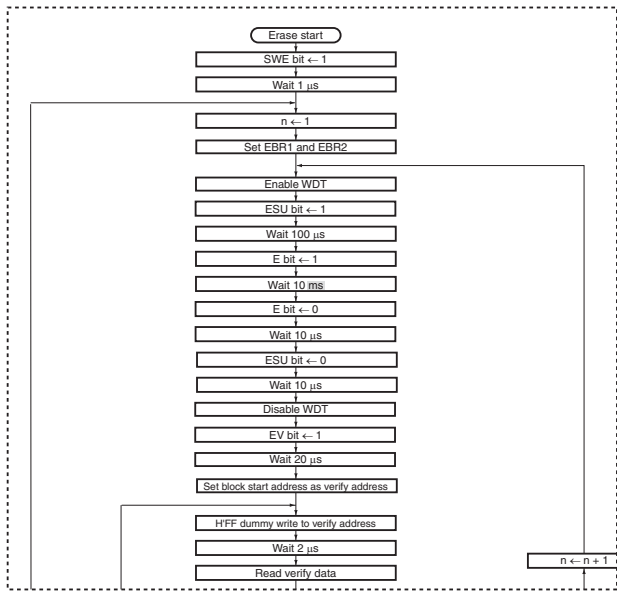 Erase start
SWE bit ← 1
Wait 1 μs
n ← 1
Set EBR1 and EBR2
Enable WDT
ESU bit ← 1
Wait 100 μs
E bit ← 1
Wait 10 ms
E bit ← 0
Wait 10 μs
ESU bit ← 0
Wait 10 μs
Disable WDT
EV bit ← 1
Wait 20 μs
Set block start address as verify address
H'FF dummy write to verify address
Wait 2 μs
n ← n + 1
Read verify data